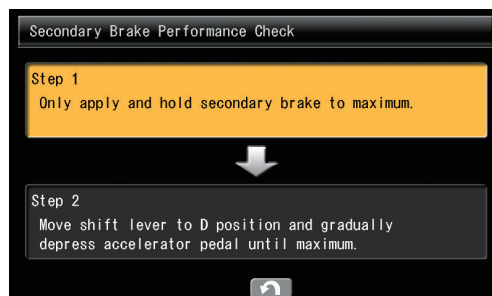 Secondary Brake Performance Check
Step 1
Only apply and hold secondary brake to maximum.
Step 2
Move shift lever to D position and gradually
depress accelerator pedal until maximum.